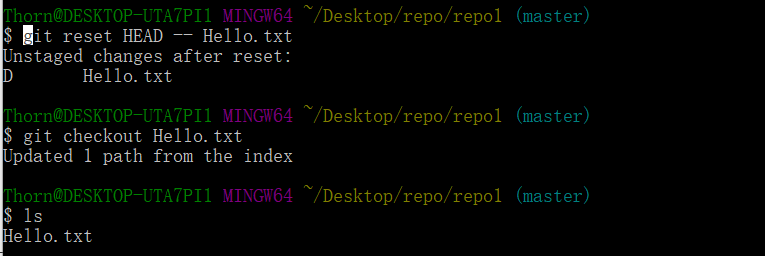 Thorn@DESKTOP-UTA7PI1 MINGW64 ~/Desktop/repo/repo1 (master)
$ git reset HEAD -- Hello.txt
Unstaged changes after reset:
D       Hello.txt
Thorn@DESKTOP-UTA7PI1 MINGW64 ~/Desktop/repo/repo1 (master)
$ git checkout Hello.txt
Updated 1 path from the index
Thorn@DESKTOP-UTA7PI1 MINGW64 ~/Desktop/repo/repo1 (master)
$ ls
Hello.txt